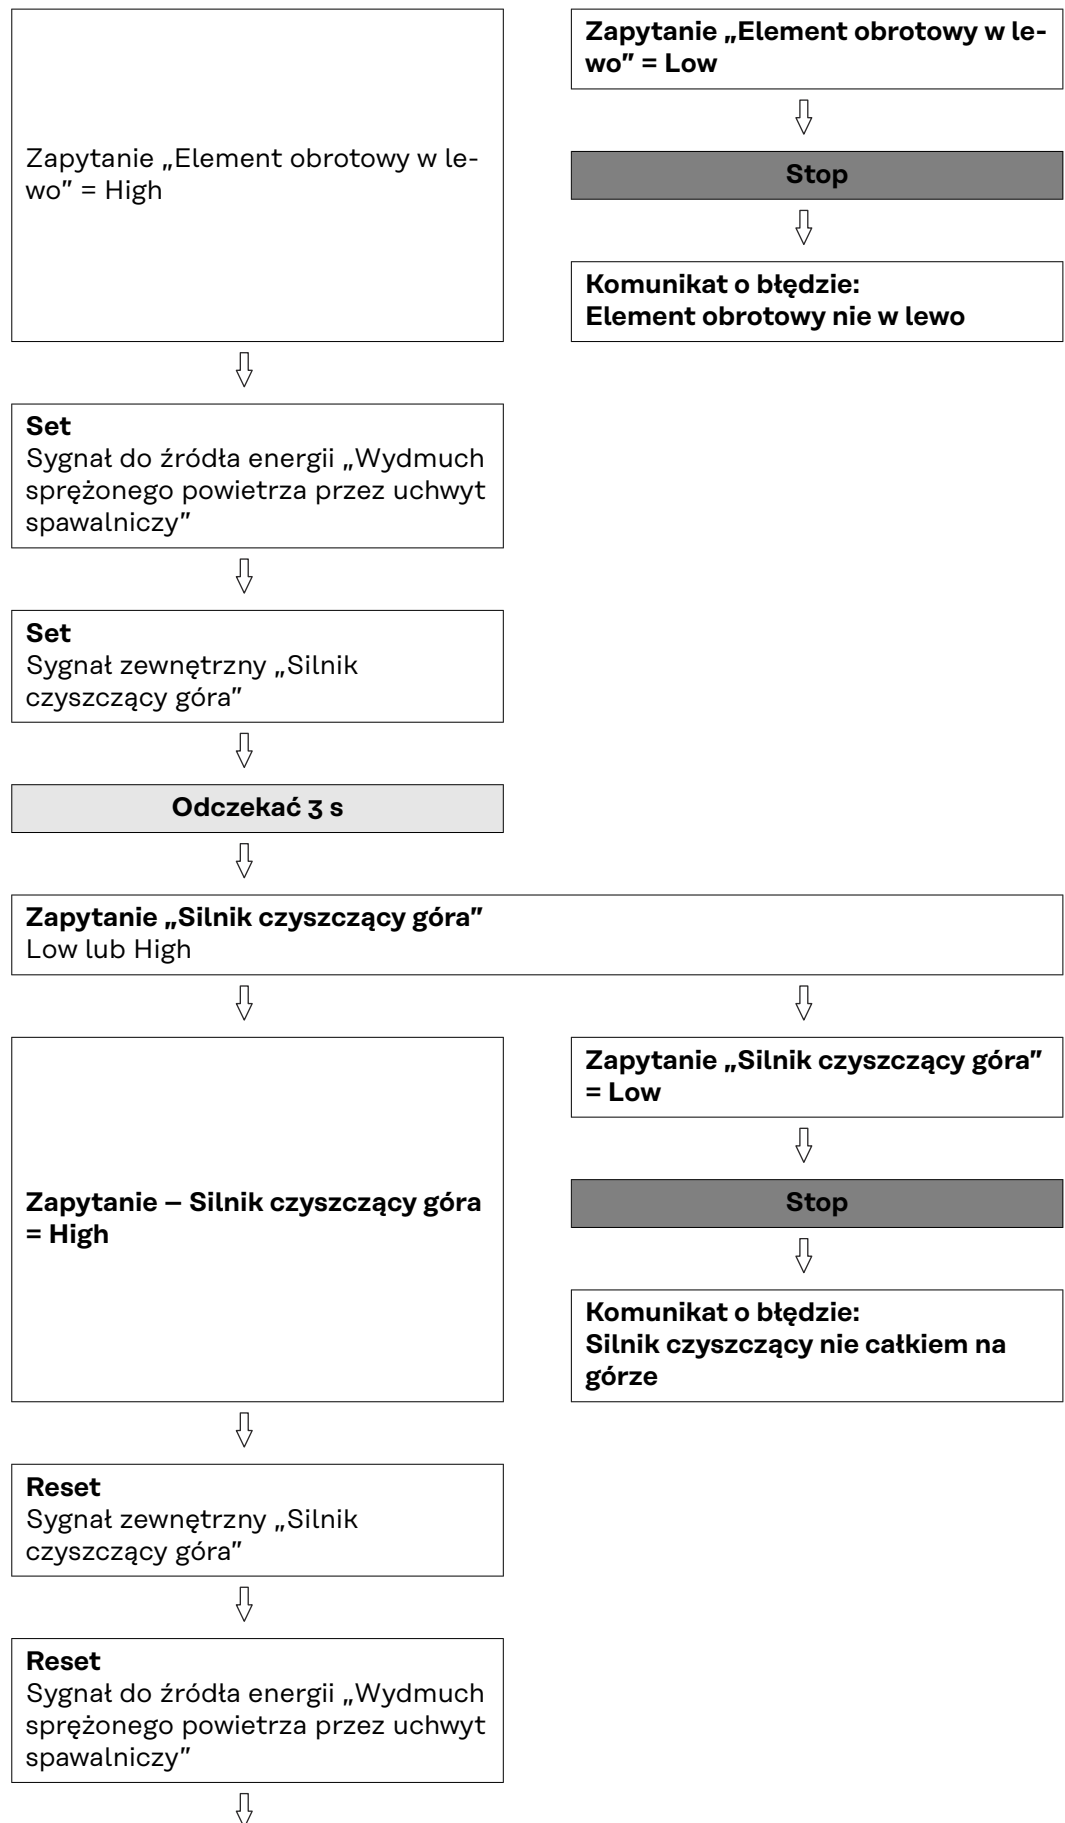 Zapytanie „Element obrotowy w le-
wo” = High
Zapytanie „Element obrotowy w le-
wo” = Low
Stop
Komunikat o błędzie:
Element obrotowy nie w lewo
Set
Sygnał do źródła energii „Wydmuch
sprężonego powietrza przez uchwyt
spawalniczy”
Set
Sygnał zewnętrzny „Silnik
czyszczący góra”
Odczekać 3 s
Zapytanie „Silnik czyszczący góra”
Low lub High
Zapytanie – Silnik czyszczący góra
= High
Zapytanie „Silnik czyszczący góra”
= Low
Stop
Komunikat o błędzie:
Silnik czyszczący nie całkiem na
górze
Reset
Sygnał zewnętrzny „Silnik
czyszczący góra”
Reset
Sygnał do źródła energii „Wydmuch
sprężonego powietrza przez uchwyt
spawalniczy”